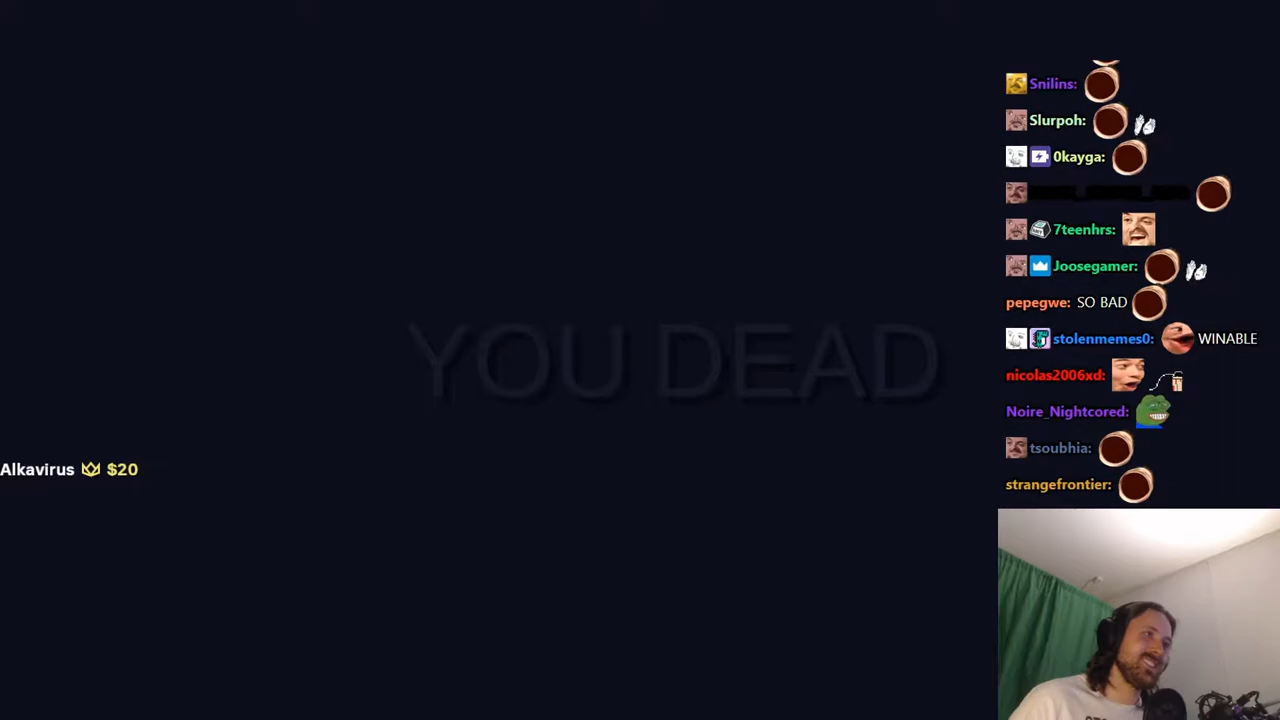 Snilins:
Slurpoh:
0kayga:
7teenhrs:
Joosegamer:
pepegwe: SO BAD
stolenmemes0: WINABLE
YOU DEAD
nicolas2006xd:
Noire_Nightcored:
tsoubhia:
Alkavirus $20
strangefrontier: